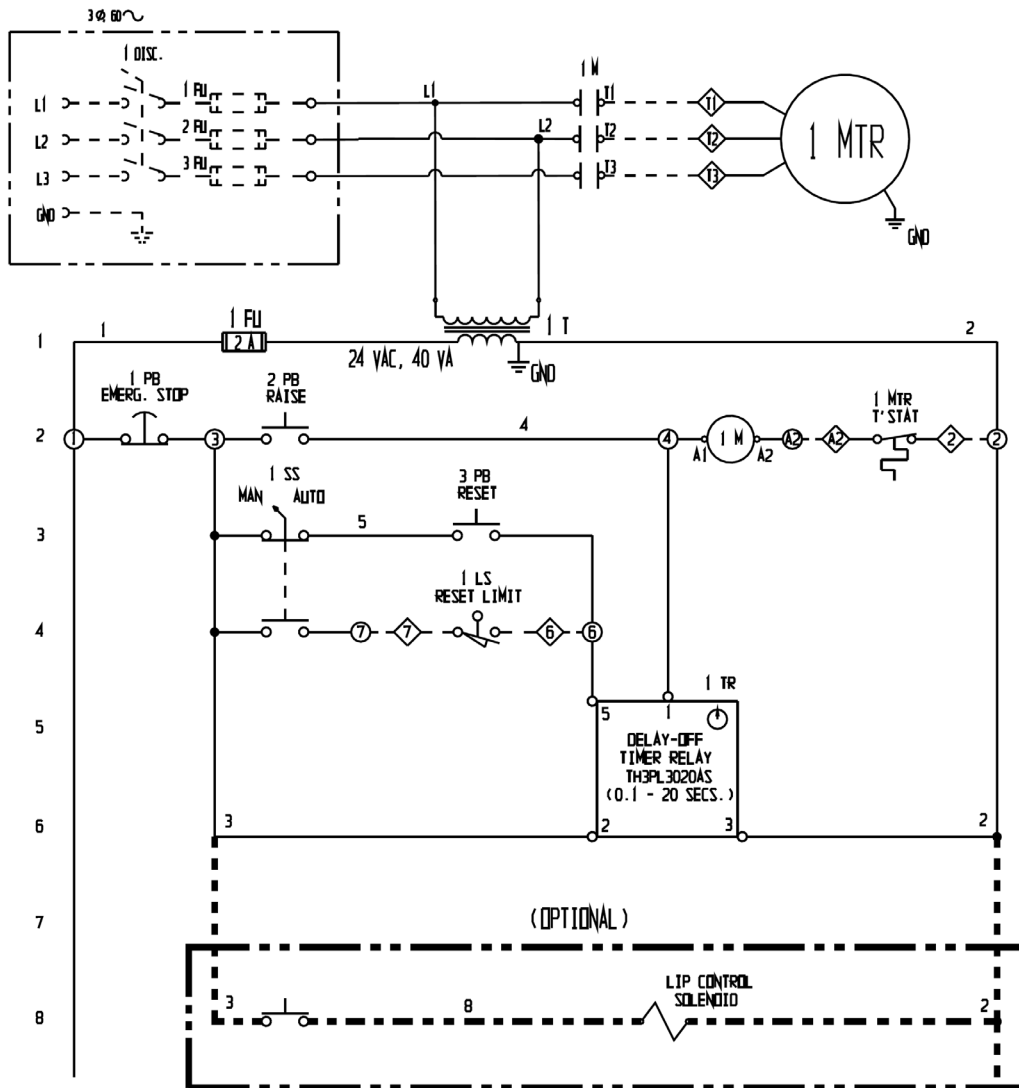 3Ø, 60∿
1 DISC.
L1
1 FU
L2
2 FU
L3
3 FU
GND
L1
L2
1 M
T1
T2
T3
T1
T2
T3
1 MTR
GND
1
1
1 FU
2 A
24 VAC, 40 VA
1 T
GND
2
2
1
1 PB
EMERG. STOP
3
2 PB
RAISE
4
4
A1
1 M
A2
A2
A2
1 MTR
T'STAT
2
2
3
1 SS
MAN AUTO
5
3 PB
RESET
4
7
7
1 LS
RESET LIMIT
6
6
5
1 TR
5
1
DELAY-OFF
TIMER RELAY
TH3PL3020AS
(0.1 - 20 SECS.)
2
3
6
3
2
7
(OPTIONAL)
8
3
8
LIP CONTROL
SOLENOID
2